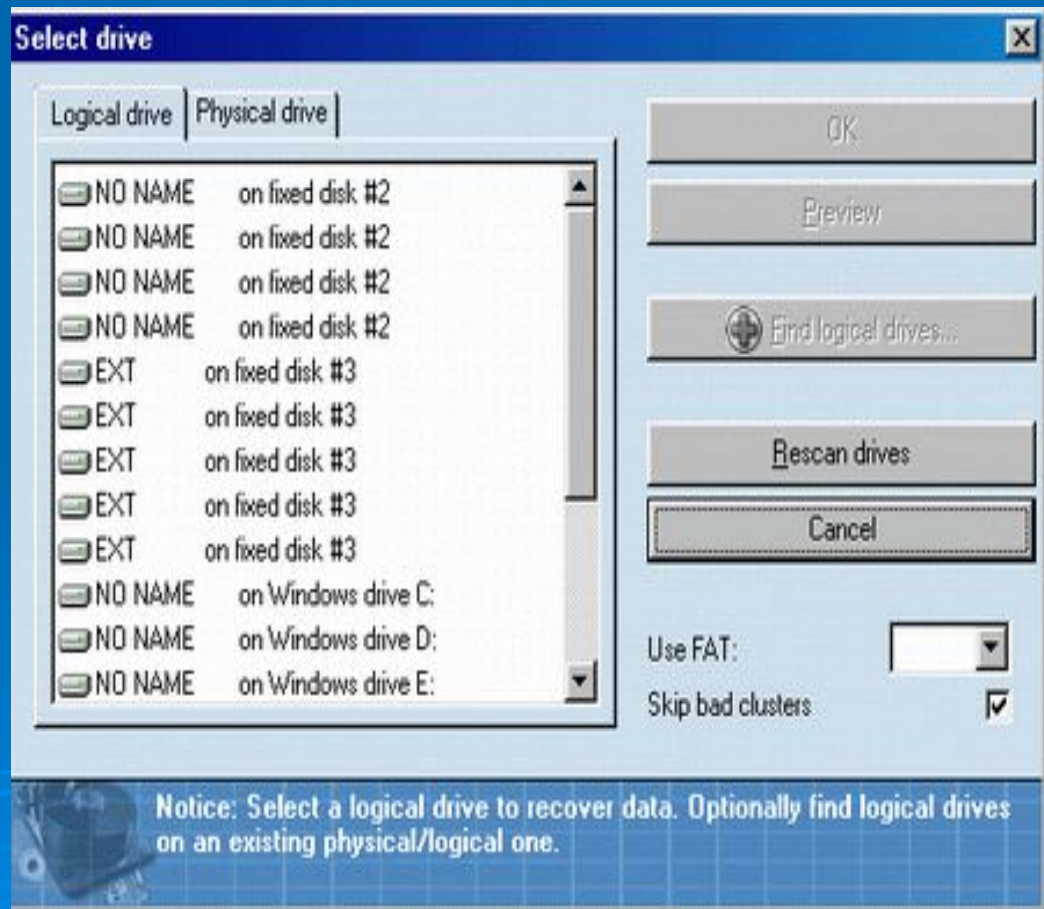 Select drive
Logical drive Physical drive
NO NAME on fixed disk #2
NO NAME on fixed disk #2
NO NAME on fixed disk #2
NO NAME on fixed disk #2
EXT on fixed disk #3
EXT on fixed disk #3
EXT on fixed disk #3
EXT on fixed disk #3
EXT on fixed disk #3
NO NAME on Windows drive C:
NO NAME on Windows drive D:
NO NAME on Windows drive E:
OK
Preview
Find logical drives...
Rescan drives
Cancel
Use FAT:
Skip bad clusters
Notice: Select a logical drive to recover data. Optionally find logical drives
on an existing physical/logical one.